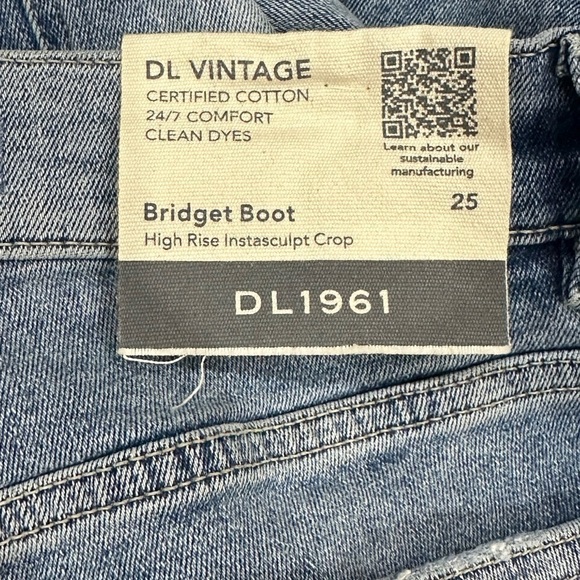 DL VINTAGE
CERTIFIED COTTON
24/7 COMFORT
CLEAN DYES
Learn about our
sustainable
manufacturing
Bridget Boot
25
High Rise Instasculpt Crop
DL1961